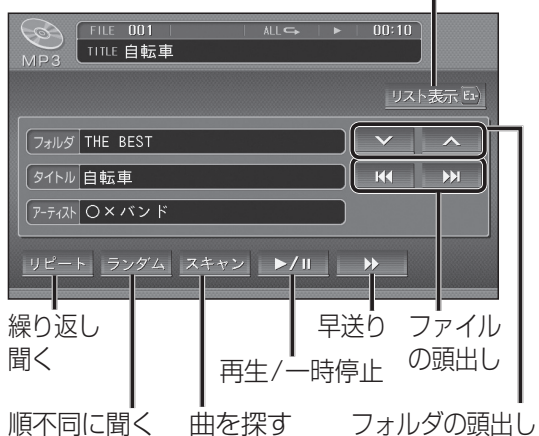 MP3
FILE 001 ALL 00:10
TITLE 自転車
リスト表示 ビュー
フォルダ THE BEST
タイトル 自転車
アーティスト ○×バンド
リピート ランダム スキャン ▶/II ▶▶
繰り返し
聞く
早送り
ファイル
の頭出し
再生/一時停止
順不同に聞く
曲を探す
フォルダの頭出し